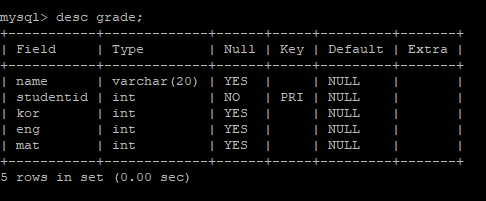 mysql> desc grade;
+-----------+-------------+------+-----+---------+-------+
| Field     | Type        | Null | Key | Default | Extra |
+-----------+-------------+------+-----+---------+-------+
| name      | varchar(20) | YES  |     | NULL    |       |
| studentid | int         | NO   | PRI | NULL    |       |
| kor       | int         | YES  |     | NULL    |       |
| eng       | int         | YES  |     | NULL    |       |
| mat       | int         | YES  |     | NULL    |       |
+-----------+-------------+------+-----+---------+-------+
5 rows in set (0.00 sec)